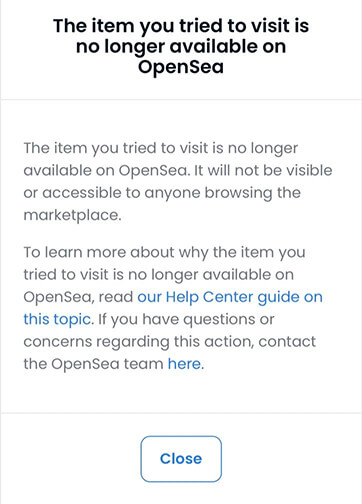 The item you tried to visit is
no longer available on
OpenSea
The item you tried to visit is no longer
available on OpenSea. It will not be visible
or accessible to anyone browsing the
marketplace.
To learn more about why the item you
tried to visit is no longer available on
OpenSea, read our Help Center guide on
this topic. If you have questions or
concerns regarding this action, contact
the OpenSea team here.
Close